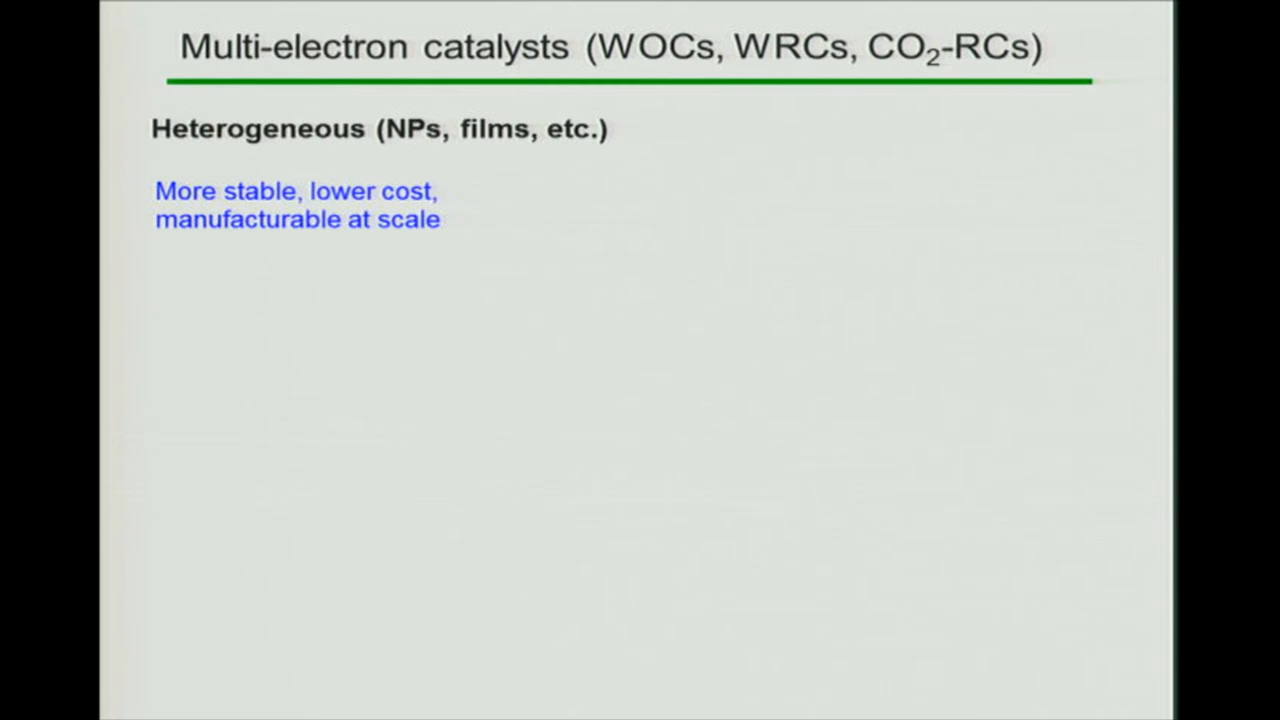 Multi-electron catalysts (WOCs, WRCs, CO₂-RCs)
Heterogeneous (NPs, films, etc.)
More stable, lower cost,
manufacturable at scale